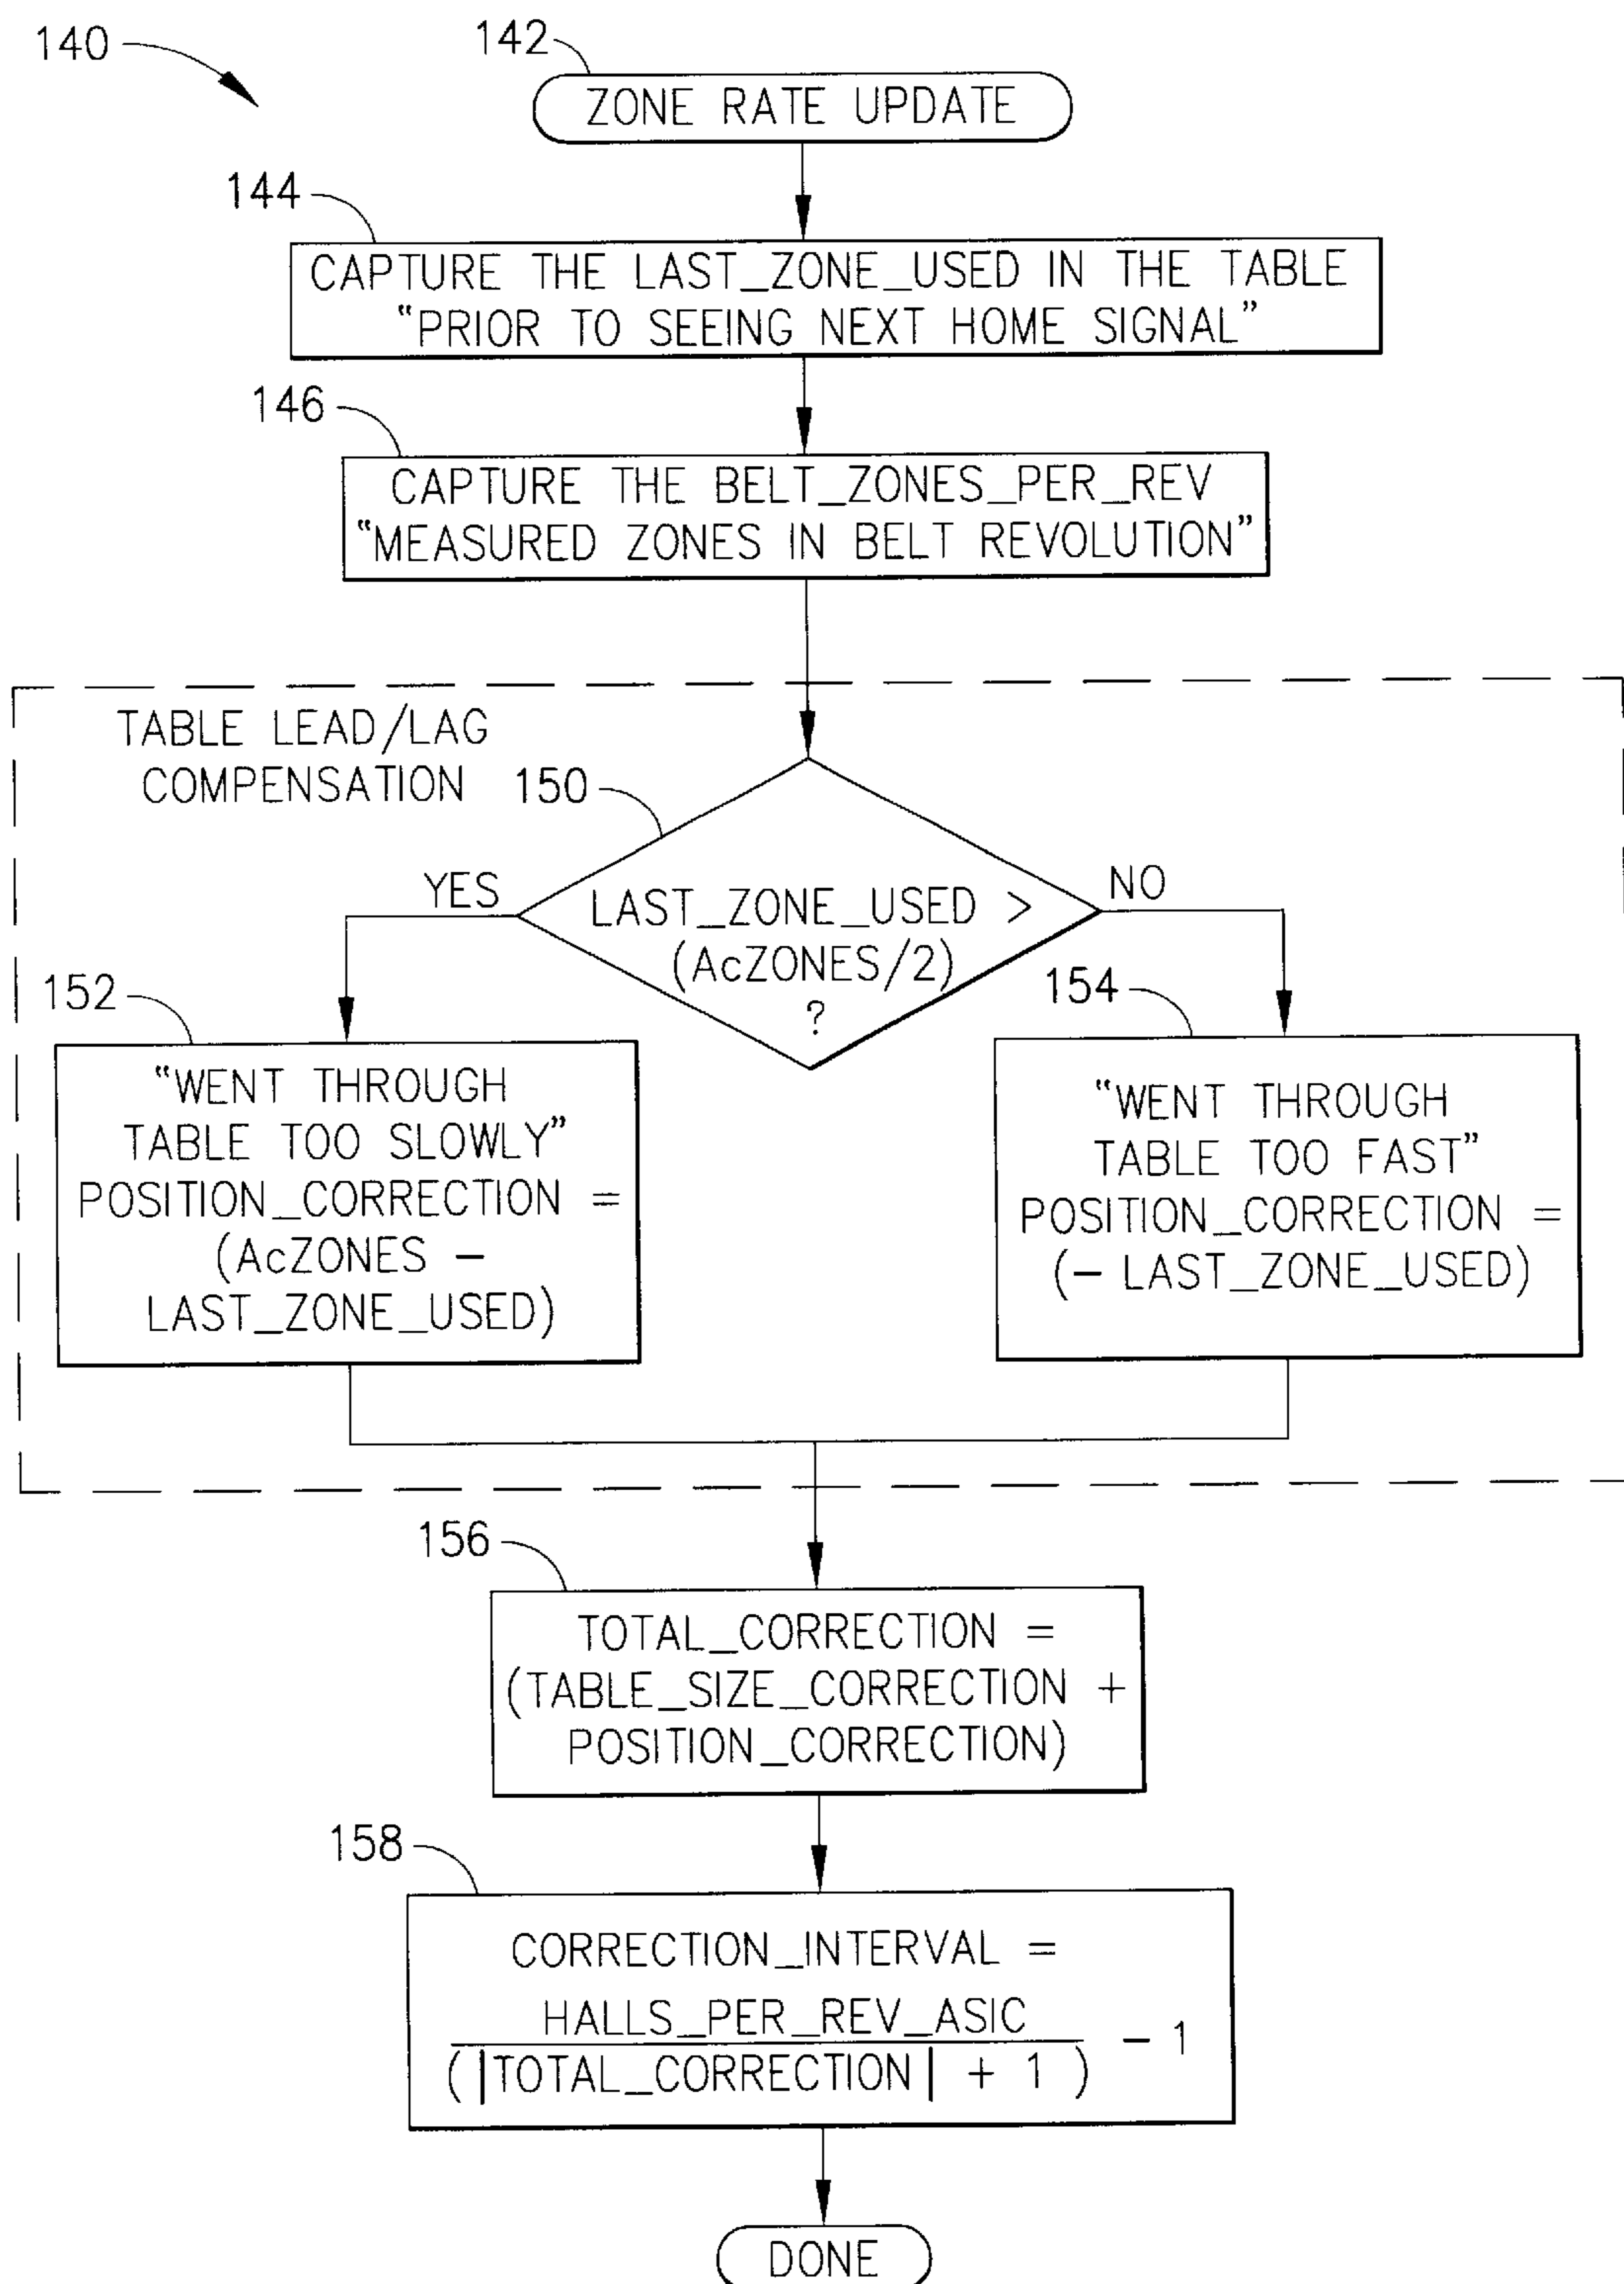 140
142
ZONE RATE UPDATE
144
CAPTURE THE LAST_ZONE_USED IN THE TABLE
“PRIOR TO SEEING NEXT HOME SIGNAL”
146
CAPTURE THE BELT_ZONES_PER_REV
“MEASURED ZONES IN BELT REVOLUTION”
TABLE LEAD/LAG
COMPENSATION
150
YES
NO
LAST_ZONE_USED >
(AcZONES/2)
?
152
“WENT THROUGH
TABLE TOO SLOWLY”
POSITION_CORRECTION =
(AcZONES –
LAST_ZONE_USED)
154
“WENT THROUGH
TABLE TOO FAST”
POSITION_CORRECTION =
(– LAST_ZONE_USED)
156
TOTAL_CORRECTION =
(TABLE_SIZE_CORRECTION +
POSITION_CORRECTION)
158
CORRECTION_INTERVAL =
HALLS_PER_REV_ASIC
(|TOTAL_CORRECTION| + 1 ) – 1
DONE